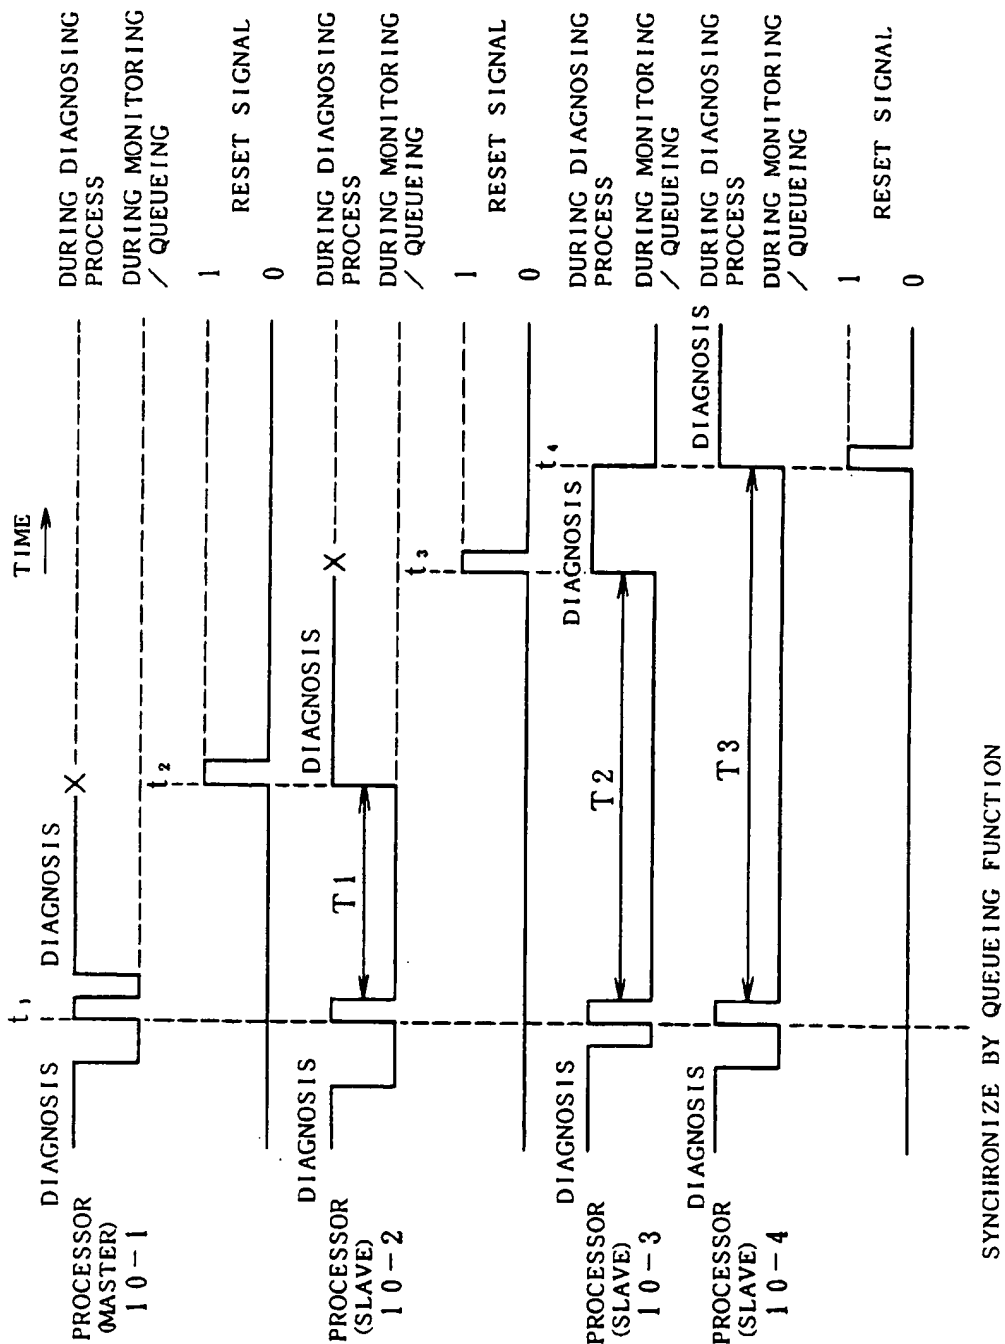 TIME
t₁
PROCESSOR
(MASTER)
10-1
DIAGNOSIS
DIAGNOSIS
X
DURING DIAGNOSING
PROCESS
DURING MONITORING
/ QUEUEING
t₂
1
0
RESET SIGNAL
PROCESSOR
(SLAVE)
10-2
DIAGNOSIS
T1
DIAGNOSIS
X
DURING DIAGNOSING
PROCESS
DURING MONITORING
/ QUEUEING
t₃
1
0
RESET SIGNAL
t₄
PROCESSOR
(SLAVE)
10-3
DIAGNOSIS
T2
DIAGNOSIS
DURING DIAGNOSING
PROCESS
DURING MONITORING
/ QUEUEING
PROCESSOR
(SLAVE)
10-4
DIAGNOSIS
T3
DIAGNOSIS
DURING DIAGNOSING
PROCESS
DURING MONITORING
/ QUEUEING
1
0
RESET SIGNAL
SYNCHRONIZE BY QUEUEING FUNCTION